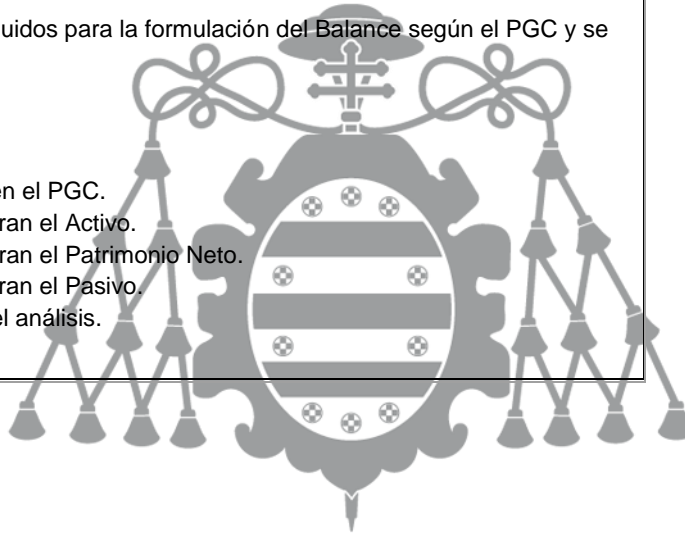 uidos para la formulación del Balance según el PGC y se
en el PGC.
ran el Activo.
ran el Patrimonio Neto.
ran el Pasivo.
el análisis.